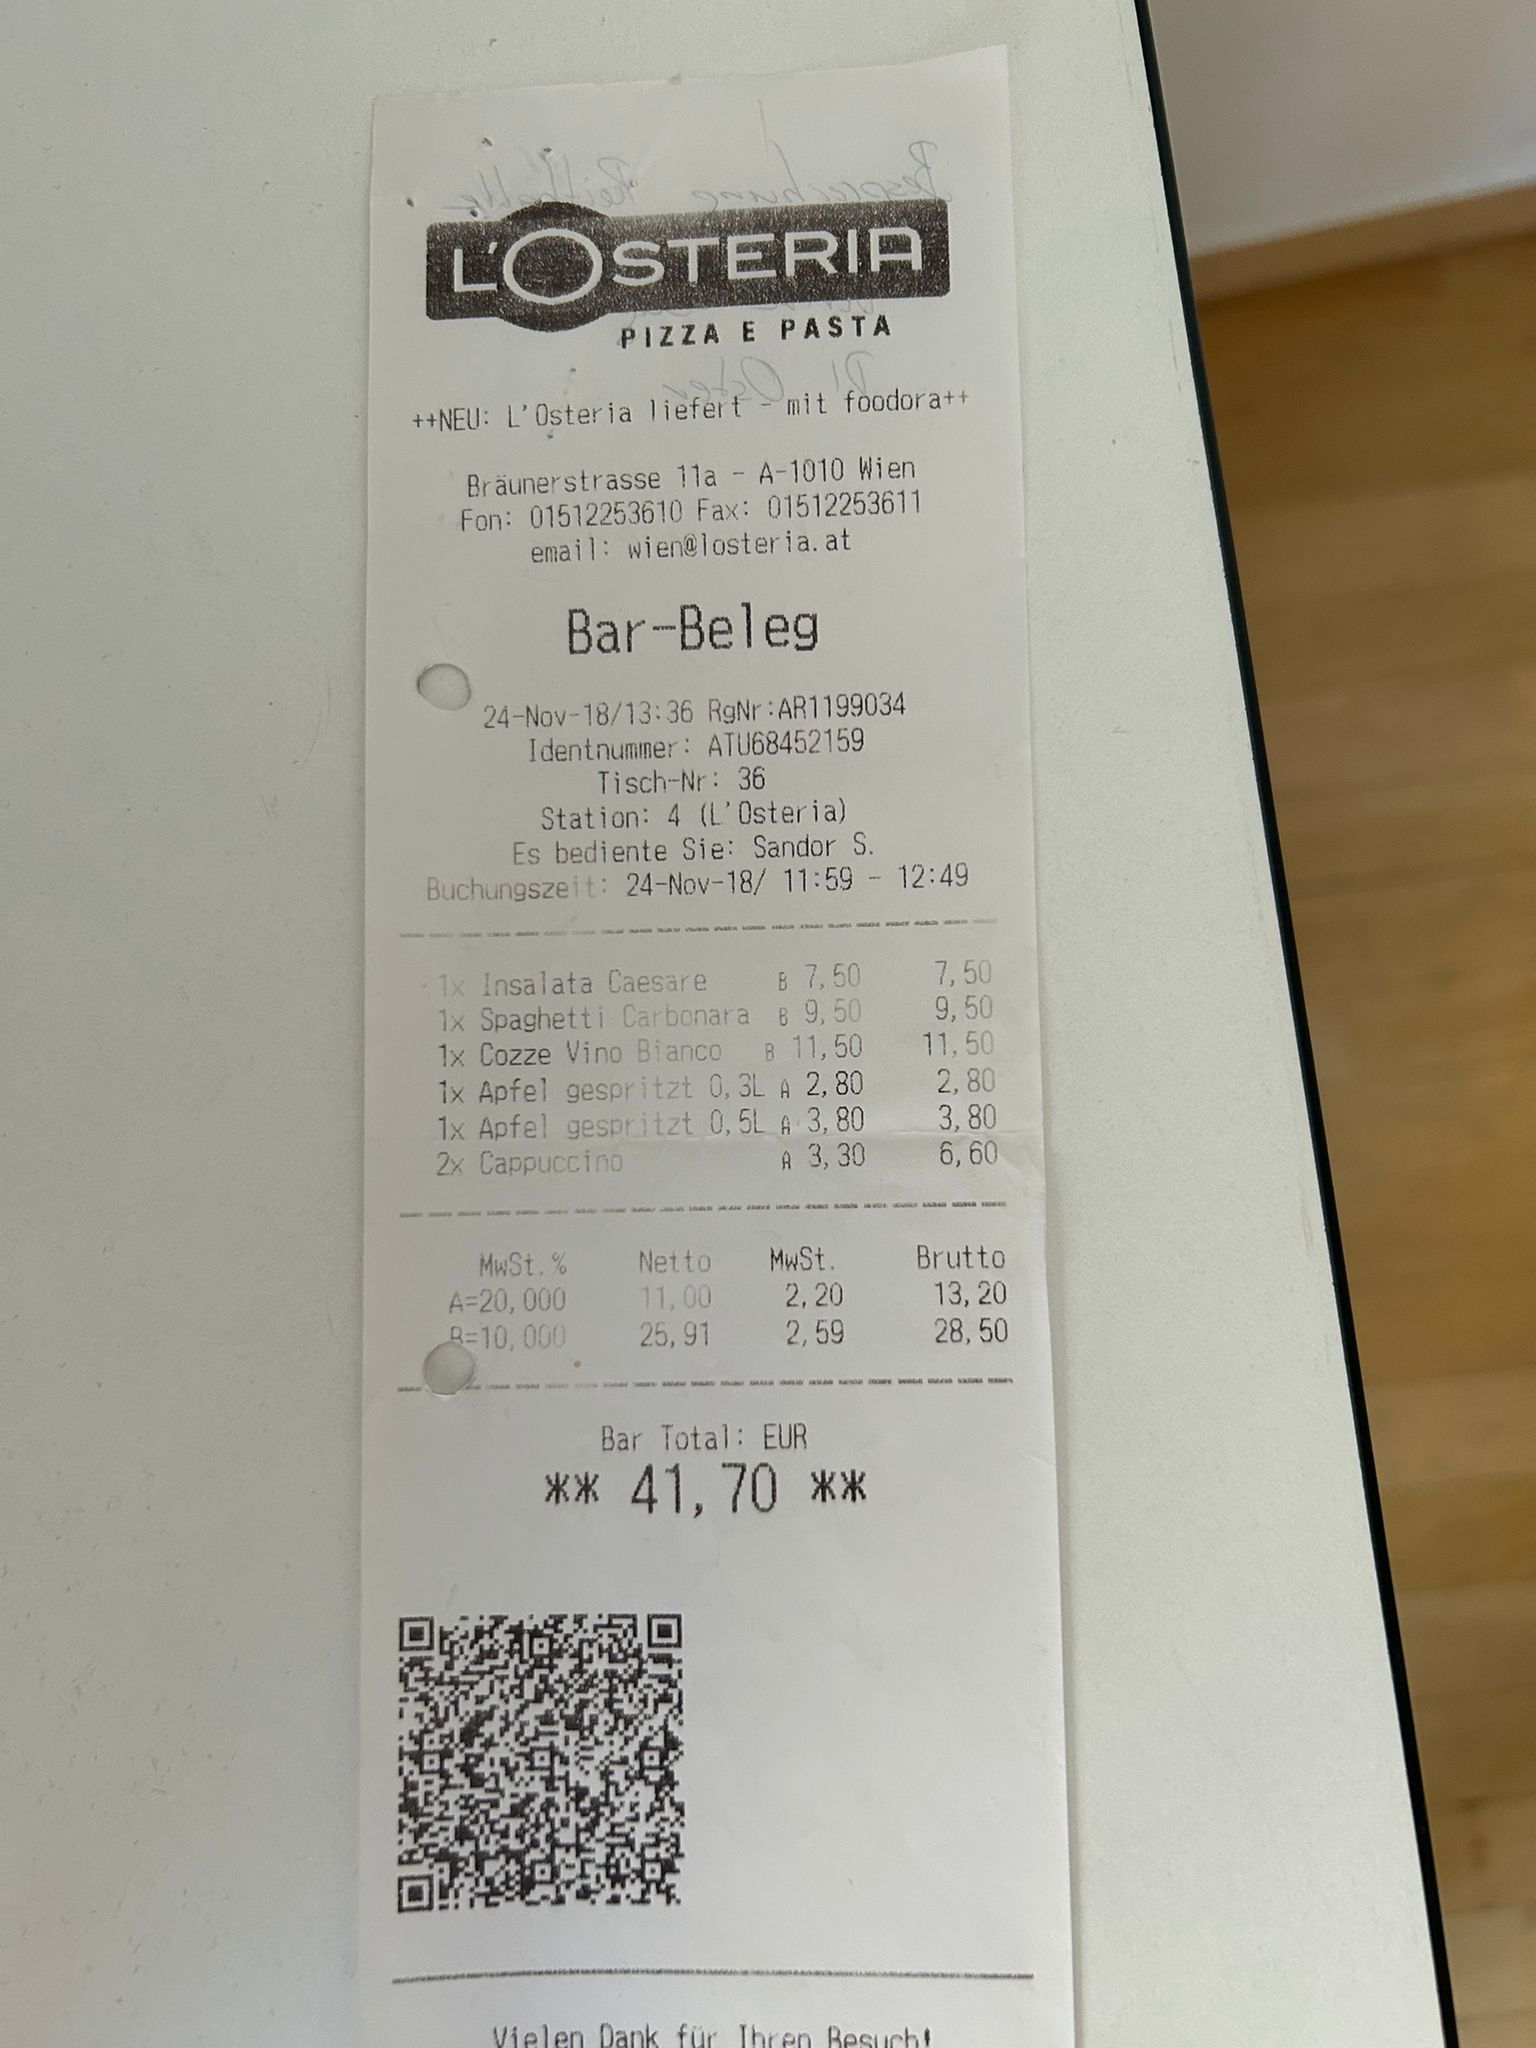 L'OSTERIA
PIZZA E PASTA
++NEU: L'Osteria liefert - mit foodora++
Bräunerstrasse 11a - A-1010 Wien
Fon: 01512253610 Fax: 01512253611
email: wien@losteria.at
Bar-Beleg
24-Nov-18/13:36 RgNr:AR1199034
Identnummer: ATU68452159
Tisch-Nr: 36
Station: 4 (L'Osteria)
Es bediente Sie: Sandor S.
Buchungszeit: 24-Nov-18/ 11:59 - 12:49
1x Insalata Caesare B 7,50 7,50
1x Spaghetti Carbonara B 9,50 9,50
1x Cozze Vino Bianco B 11,50 11,50
1x Apfel gespritzt 0,3L A 2,80 2,80
1x Apfel gespritzt 0,5L A 3,80 3,80
2x Cappuccino A 3,30 6,60
MwSt.% Netto MwSt. Brutto
A=20,000 11,00 2,20 13,20
B=10,000 25,91 2,59 28,50
Bar Total: EUR
** 41,70 **
Vielen Dank für Ihren Besuch!